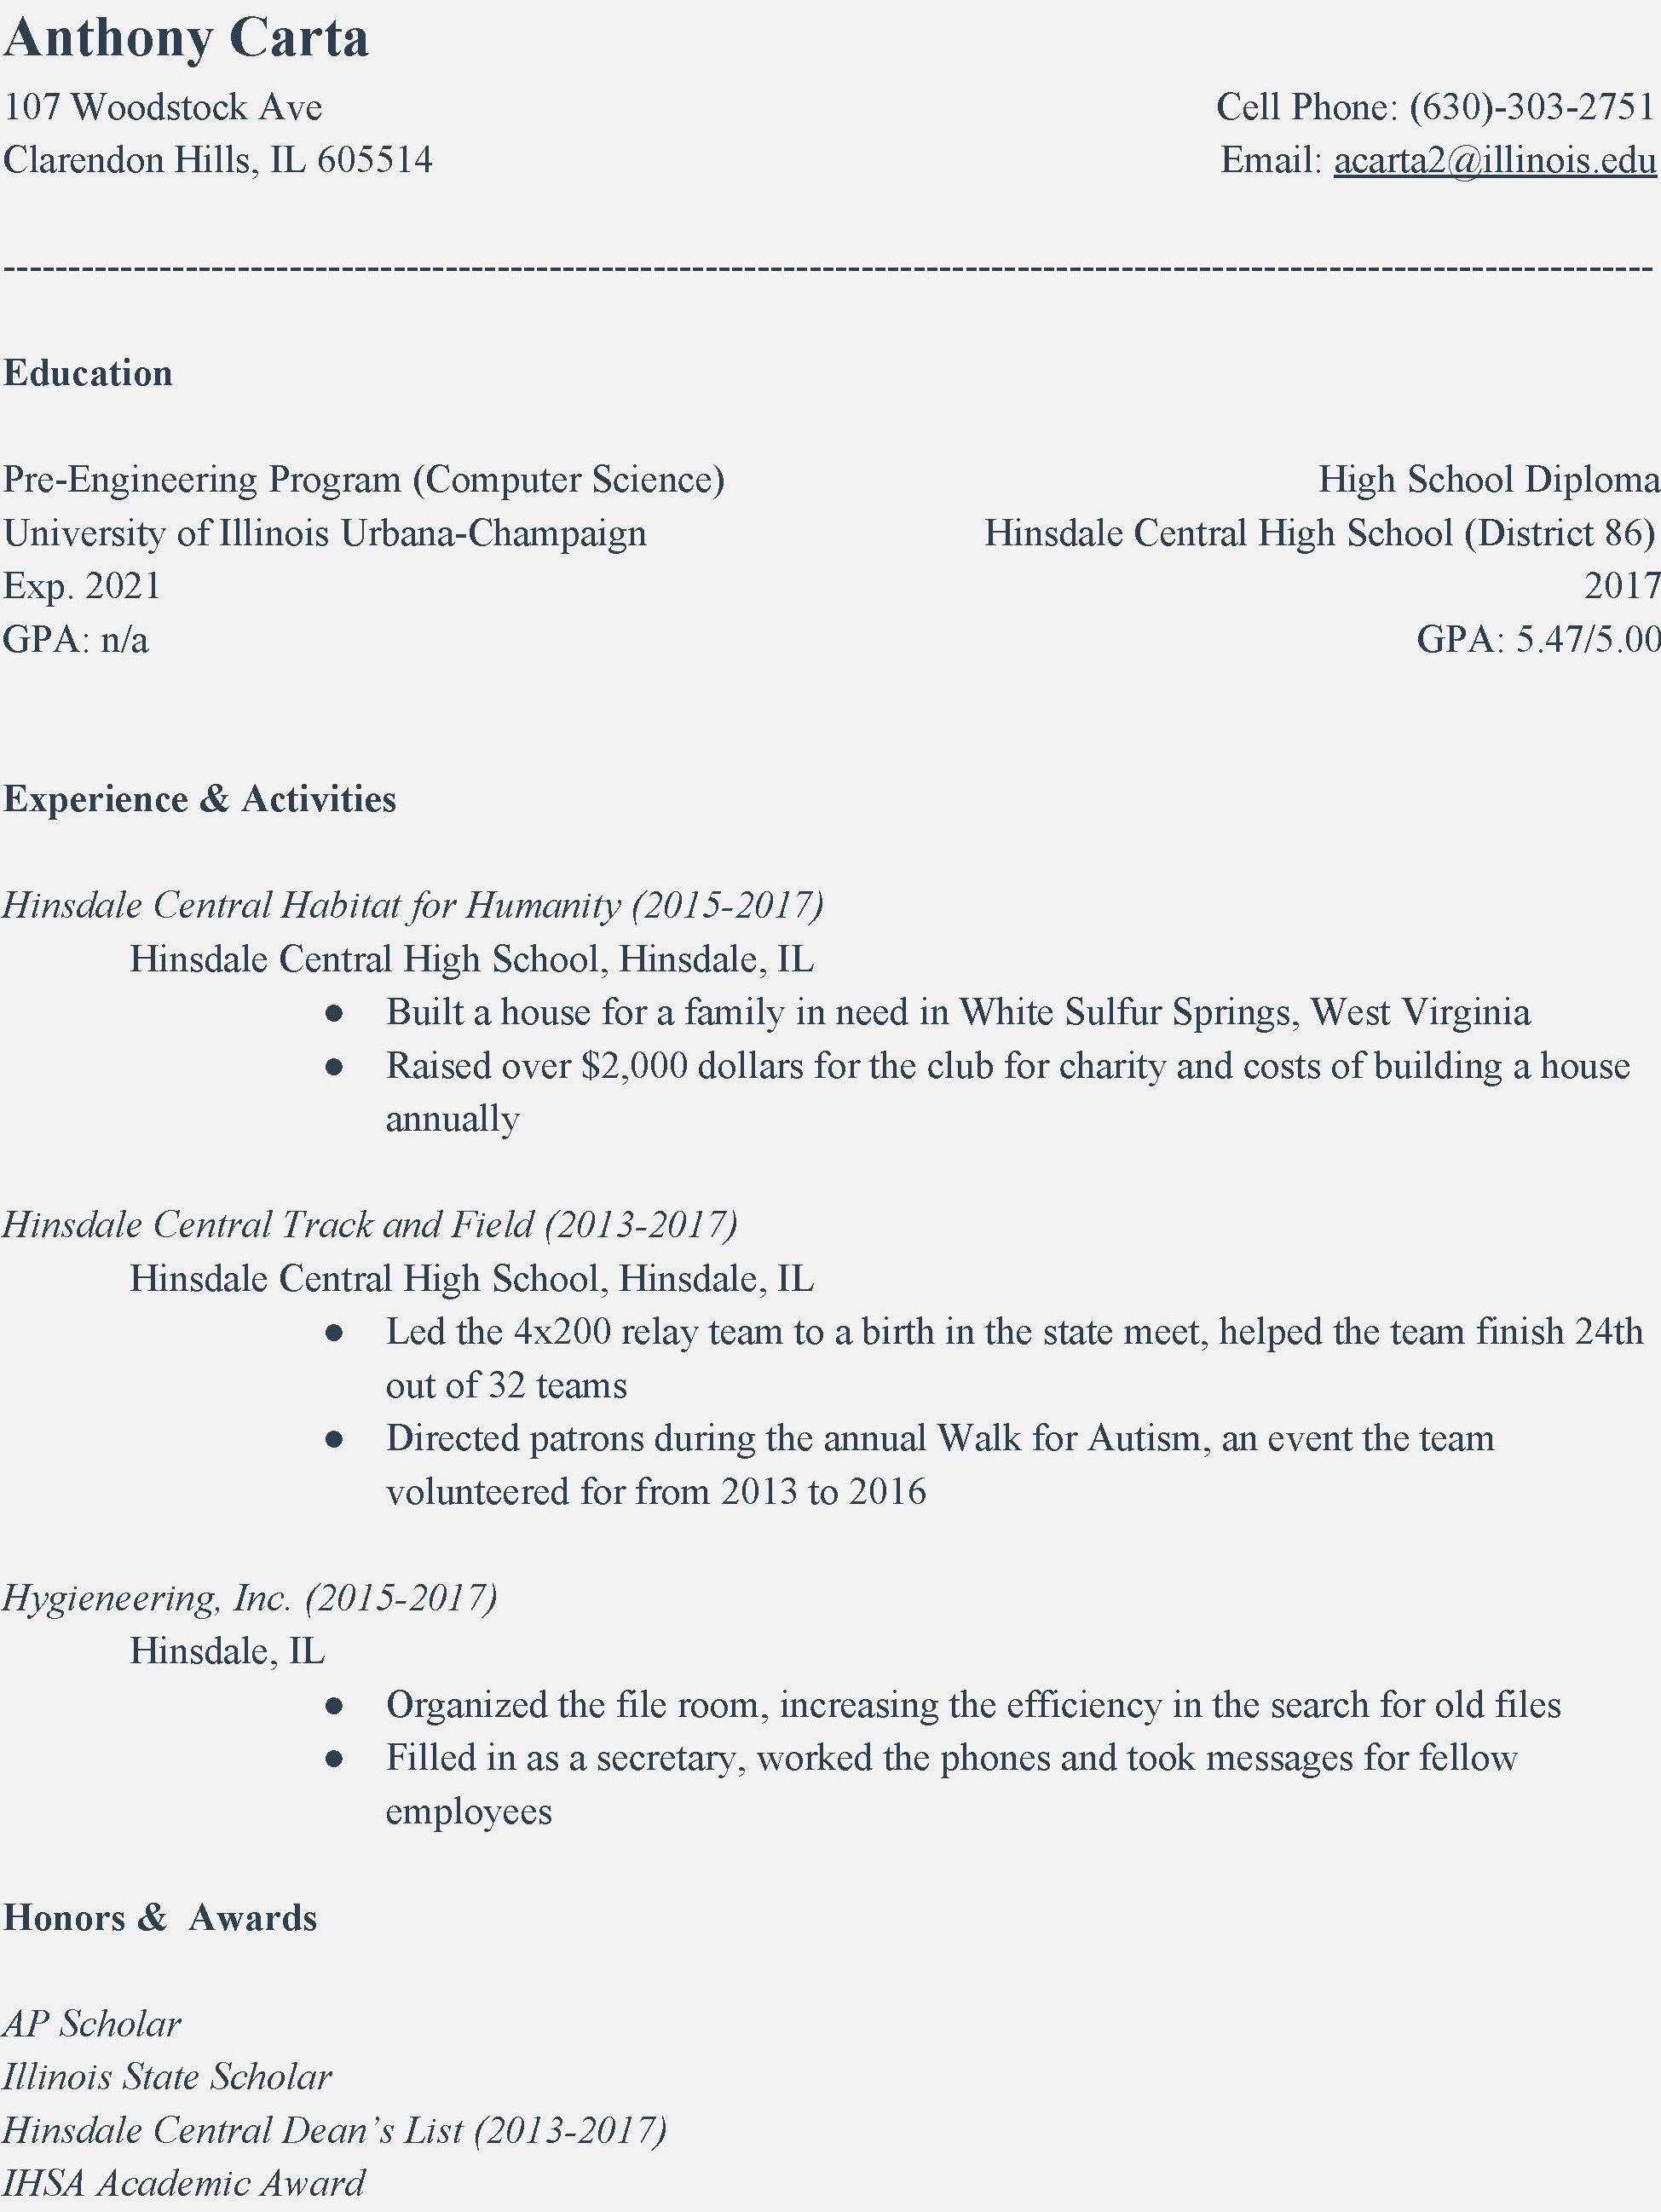 Anthony Carta
107 Woodstock Ave Cell Phone: (630)-303-2751
Clarendon Hills, IL 605514 Email: acarta2@illinois.edu
--------------------------------------------------------------------------------------------------------------------------------
Education
Pre-Engineering Program (Computer Science) High School Diploma
University of Illinois Urbana-Champaign Hinsdale Central High School (District 86)
Exp. 2021 2017
GPA: n/a GPA: 5.47/5.00
Experience & Activities
Hinsdale Central Habitat for Humanity (2015-2017)
Hinsdale Central High School, Hinsdale, IL
● Built a house for a family in need in White Sulfur Springs, West Virginia
● Raised over $2,000 dollars for the club for charity and costs of building a house
annually
Hinsdale Central Track and Field (2013-2017)
Hinsdale Central High School, Hinsdale, IL
● Led the 4x200 relay team to a birth in the state meet, helped the team finish 24th
out of 32 teams
● Directed patrons during the annual Walk for Autism, an event the team
volunteered for from 2013 to 2016
Hygieneering, Inc. (2015-2017)
Hinsdale, IL
● Organized the file room, increasing the efficiency in the search for old files
● Filled in as a secretary, worked the phones and took messages for fellow
employees
Honors &  Awards
AP Scholar
Illinois State Scholar
Hinsdale Central Dean’s List (2013-2017)
IHSA Academic Award